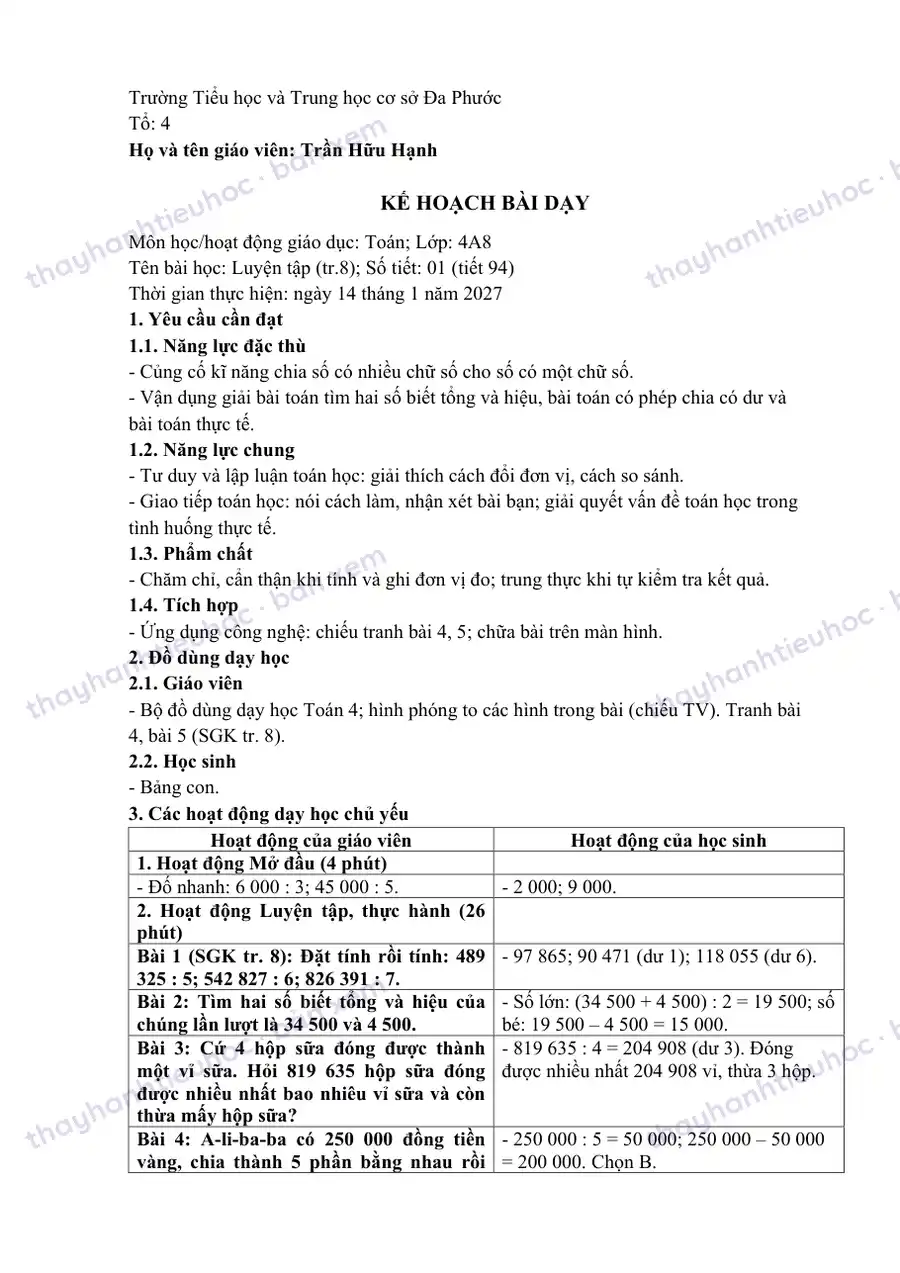 Trường Tiểu học và Trung học cơ sở Đa Phước
Tổ: 4
Họ và tên giáo viên: Trần Hữu Hạnh
KẾ HOẠCH BÀI DẠY
Môn học/hoạt động giáo dục: Toán; Lớp: 4A8
Tên bài học: Luyện tập (tr.8); Số tiết: 01 (tiết 94)
Thời gian thực hiện: ngày 14 tháng 1 năm 2027
1. Yêu cầu cần đạt
1.1. Năng lực đặc thù
- Củng cố kĩ năng chia số có nhiều chữ số cho số có một chữ số.
- Vận dụng giải bài toán tìm hai số biết tổng và hiệu, bài toán có phép chia có dư và
bài toán thực tế.
1.2. Năng lực chung
- Tư duy và lập luận toán học: giải thích cách đổi đơn vị, cách so sánh.
- Giao tiếp toán học: nói cách làm, nhận xét bài bạn; giải quyết vấn đề toán học trong
tình huống thực tế.
1.3. Phẩm chất
- Chăm chỉ, cẩn thận khi tính và ghi đơn vị đo; trung thực khi tự kiểm tra kết quả.
1.4. Tích hợp
- Ứng dụng công nghệ: chiếu tranh bài 4, 5; chữa bài trên màn hình.
2. Đồ dùng dạy học
2.1. Giáo viên
- Bộ đồ dùng dạy học Toán 4; hình phóng to các hình trong bài (chiếu TV). Tranh bài
4, bài 5 (SGK tr. 8).
2.2. Học sinh
- Bảng con.
3. Các hoạt động dạy học chủ yếu
Hoạt động của giáo viên
Hoạt động của học sinh
1. Hoạt động Mở đầu (4 phút)
- Đố nhanh: 6 000 : 3; 45 000 : 5.
- 2 000; 9 000.
2. Hoạt động Luyện tập, thực hành (26
phút)
Bài 1 (SGK tr. 8): Đặt tính rồi tính: 489
325 : 5; 542 827 : 6; 826 391 : 7.
- 97 865; 90 471 (dư 1); 118 055 (dư 6).
Bài 2: Tìm hai số biết tổng và hiệu của
chúng lần lượt là 34 500 và 4 500.
- Số lớn: (34 500 + 4 500) : 2 = 19 500; số
bé: 19 500 – 4 500 = 15 000.
Bài 3: Cứ 4 hộp sữa đóng được thành
một vỉ sữa. Hỏi 819 635 hộp sữa đóng
được nhiều nhất bao nhiêu vỉ sữa và còn
thừa mấy hộp sữa?
- 819 635 : 4 = 204 908 (dư 3). Đóng
được nhiều nhất 204 908 vỉ, thừa 3 hộp.
Bài 4: A-li-ba-ba có 250 000 đồng tiền
vàng, chia thành 5 phần bằng nhau rồi
- 250 000 : 5 = 50 000; 250 000 – 50 000
= 200 000. Chọn B.
thayhanhtieuhoc · bản xem
thayhanhtieuhoc · b
thayhanhtieuhoc · bản xem
thayhanhtieuhoc · b
thayhanhtieuhoc · bản xem
thayhanhtieuhoc · b